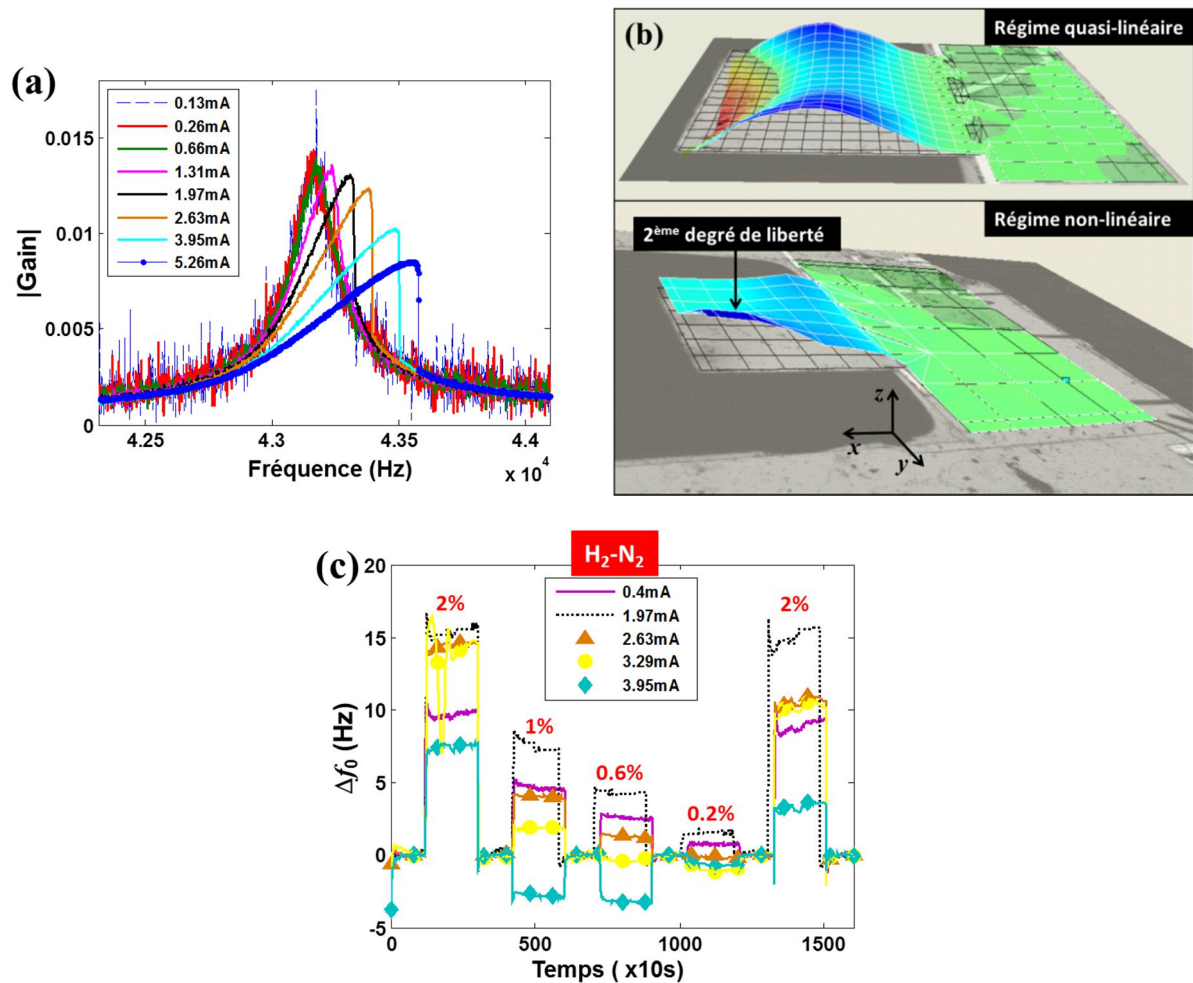 (a)
0.13mA
0.26mA
0.66mA
1.31mA
1.97mA
2.63mA
3.95mA
5.26mA
|Gain|
0.015
0.01
0.005
0
4.25
4.3
4.35
4.4
x 10⁴
Fréquence (Hz)
(b)
Régime quasi-linéaire
Régime non-linéaire
2ème degré de liberté
z
x
y
(c)
H₂-N₂
0.4mA
1.97mA
2.63mA
3.29mA
3.95mA
2%
1%
0.6%
0.2%
2%
Δf₀ (Hz)
20
15
10
5
0
-5
0
500
1000
1500
Temps ( x10s)